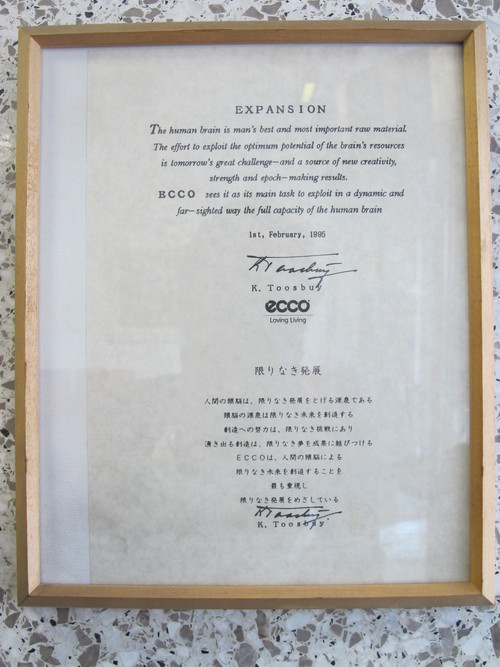 EXPANSION
The human brain is man's best and most important raw material.
The effort to exploit the optimum potential of the brain's resources
is tomorrow's great challenge—and a source of new creativity,
strength and epoch—making results.
ECCO sees it as its main task to exploit in a dynamic and
far—sighted way the full capacity of the human brain
1st, February, 1995
K Toosbuy
K. Toosbuy
ecco
Loving Living
限りなき発展
人間の頭脳は、限りなき発展をとげる源泉である
頭脳の源泉は限りなき未来を創造する
創造への努力は、限りなき挑戦にあり
湧き出る創造は、限りなき夢を成果に結びつける
ECCOは、人間の頭脳による
限りなき未来を創造することを
最も重視し
限りなき発展をめざしている
K Toosbuy
K. Toosbuy